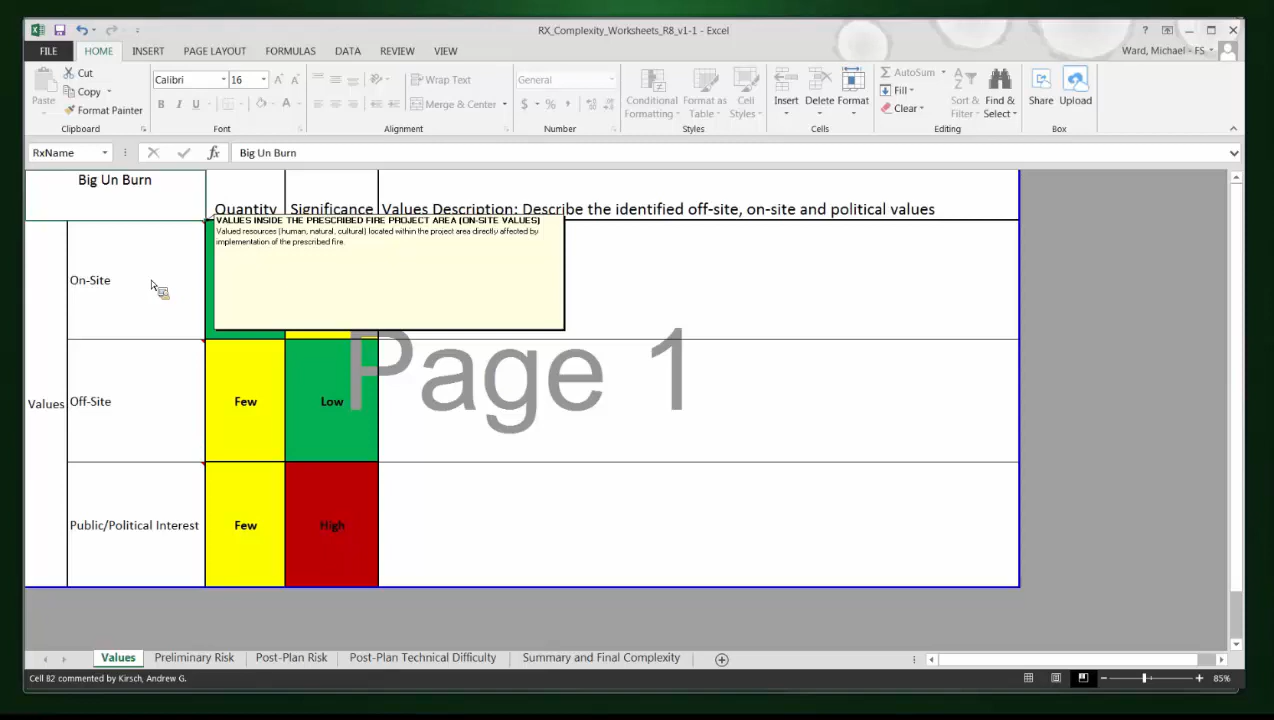 RX_Complexity_Worksheets_R8_v1-1 - Excel
?
FILE HOME INSERT PAGE LAYOUT FORMULAS DATA REVIEW VIEW
Ward, Michael - FS.
Paste
Cut
Copy
Format Painter
Clipboard
Calibri 16
B I U
A
Font
Wrap Text
Merge & Center
Alignment
General
$ % ,
Number
Conditional Formatting
Format as Table
Cell Styles
Styles
Insert Delete Format
Cells
AutoSum
Fill
Clear
Sort & Filter
Find & Select
Editing
Share Upload
Box
RxName
fx
Big Un Burn
Big Un Burn
Quantity Significance Values Description: Describe the identified off-site, on-site and political values
VALUES INSIDE THE PRESCRIBED FIRE PROJECT AREA (ON-SITE VALUES)
Valued resources (human, natural, cultural) located within the project area directly affected by
implementation of the prescribed fire.
On-Site
Page 1
Values
Off-Site Few Low
Public/Political Interest Few High
Values Preliminary Risk Post-Plan Risk Post-Plan Technical Difficulty Summary and Final Complexity
Cell B2 commented by Kirsch, Andrew G.
85%